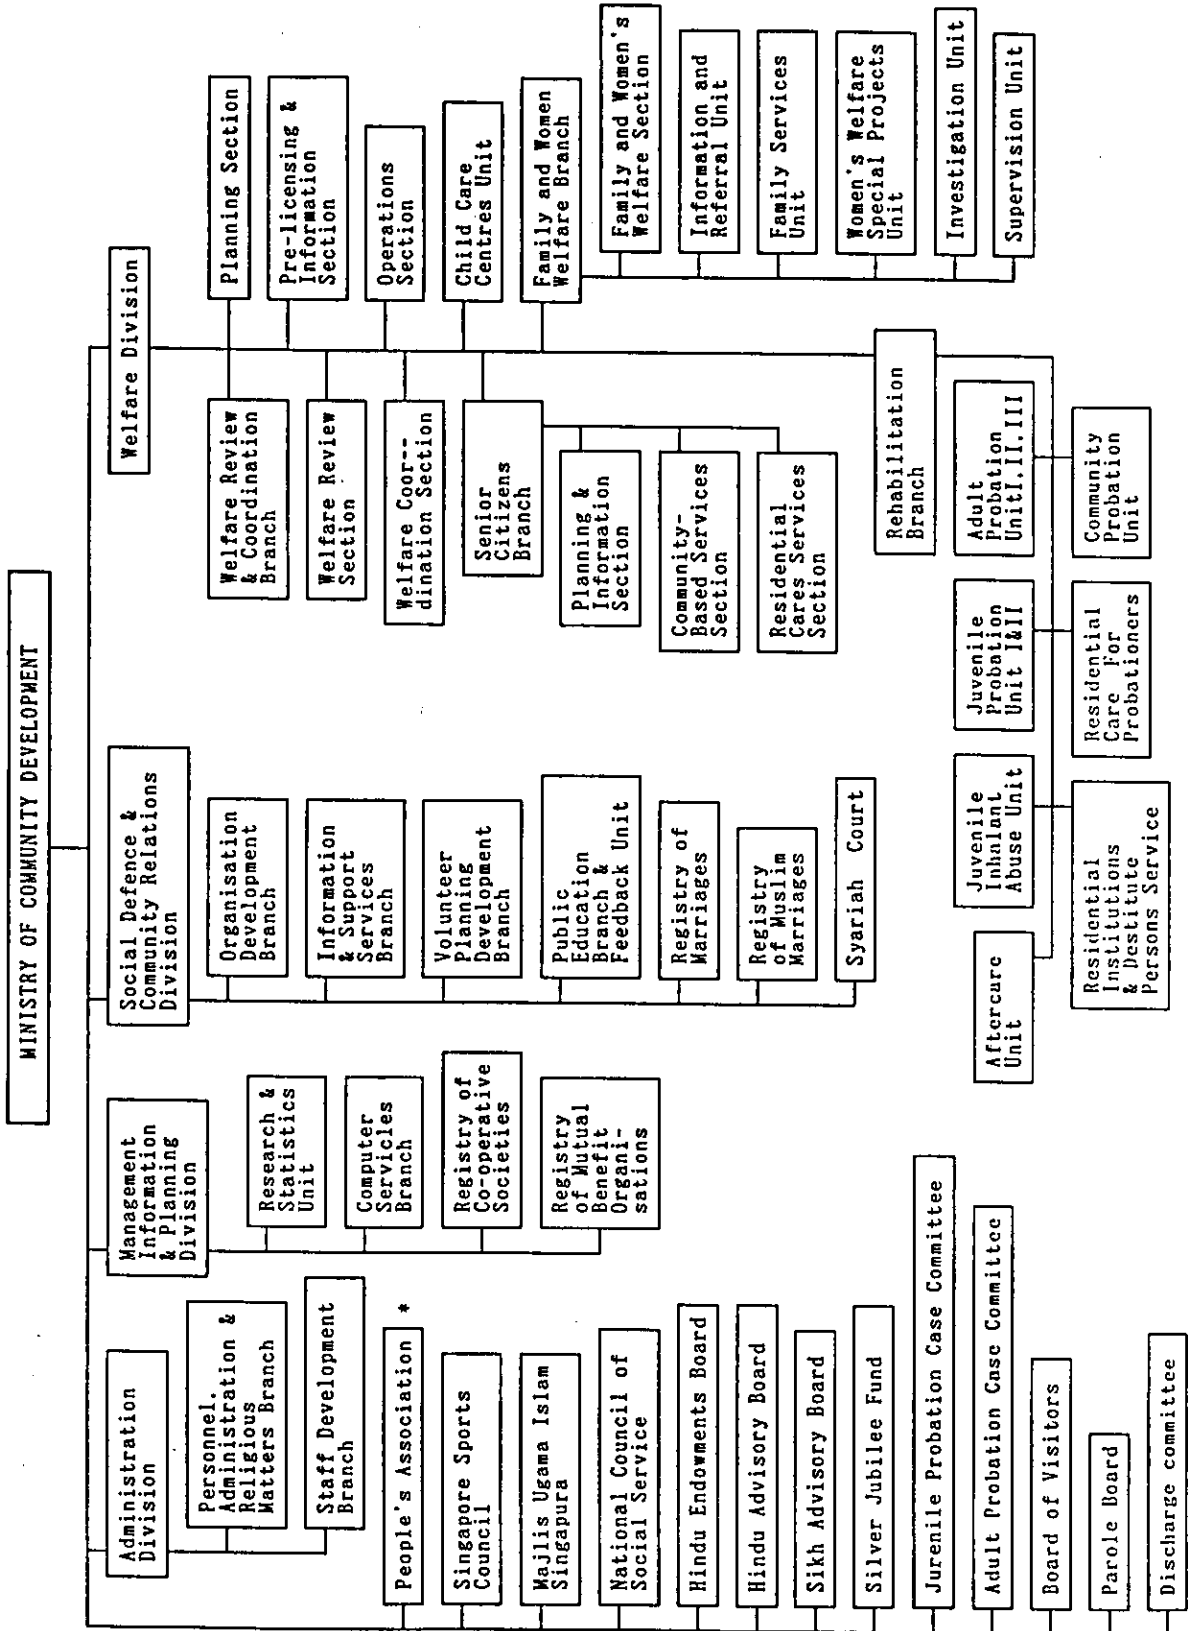 MINISTRY OF COMMUNITY DEVELOPMENT
Administration
Division
Personnel.
Administration &
Religious
Matters Branch
Staff Development
Branch
People's Association *
Singapore Sports
Council
Majlis Ugama Islam
Singapura
National Council of
Social Service
Hindu Endowments Board
Hindu Advisory Board
Sikh Advisory Board
Silver Jubilee Fund
Jurenile Probation Case Committee
Adult Probation Case Committee
Board of Visitors
Parole Board
Discharge committee
Management
Information
& Planning
Division
Research &
Statistics
Unit
Computer
Servicles
Branch
Registry of
Co-operative
Societies
Registry
of Mutual
Benefit
Organi-
sations
Social Defence &
Community Relations
Division
Organisation
Development
Branch
Information
& Support
Services
Branch
Volunteer
Planning
Development
Branch
Public
Education
Branch &
Feedback Unit
Registry of
Marriages
Registry
of Muslim
Marriages
Syariah Court
Welfare Division
Welfare Review
& Coordination
Branch
Welfare Review
Section
Welfare Coor--
dination Section
Senior
Citizens
Branch
Planning &
Information
Section
Community-
Based Services
Section
Residential
Cares Services
Section
Planning Section
Pre-licensing &
Information
Section
Operations
Section
Child Care
Centres Unit
Family and Women
Welfare Branch
Family and Women's
Welfare Section
Information and
Referral Unit
Family Services
Unit
Women's Welfare
Special Projects
Unit
Investigation Unit
Supervision Unit
Rehabilitation
Branch
Aftercare
Unit
Juvenile
Inhalant
Abuse Unit
Juvenile
Probation
Unit I&II
Adult
Probation
UnitI.II.III
Residential
Institutions
& Destitute
Persons Service
Residential
Care For
Probationers
Community
Probation
Unit